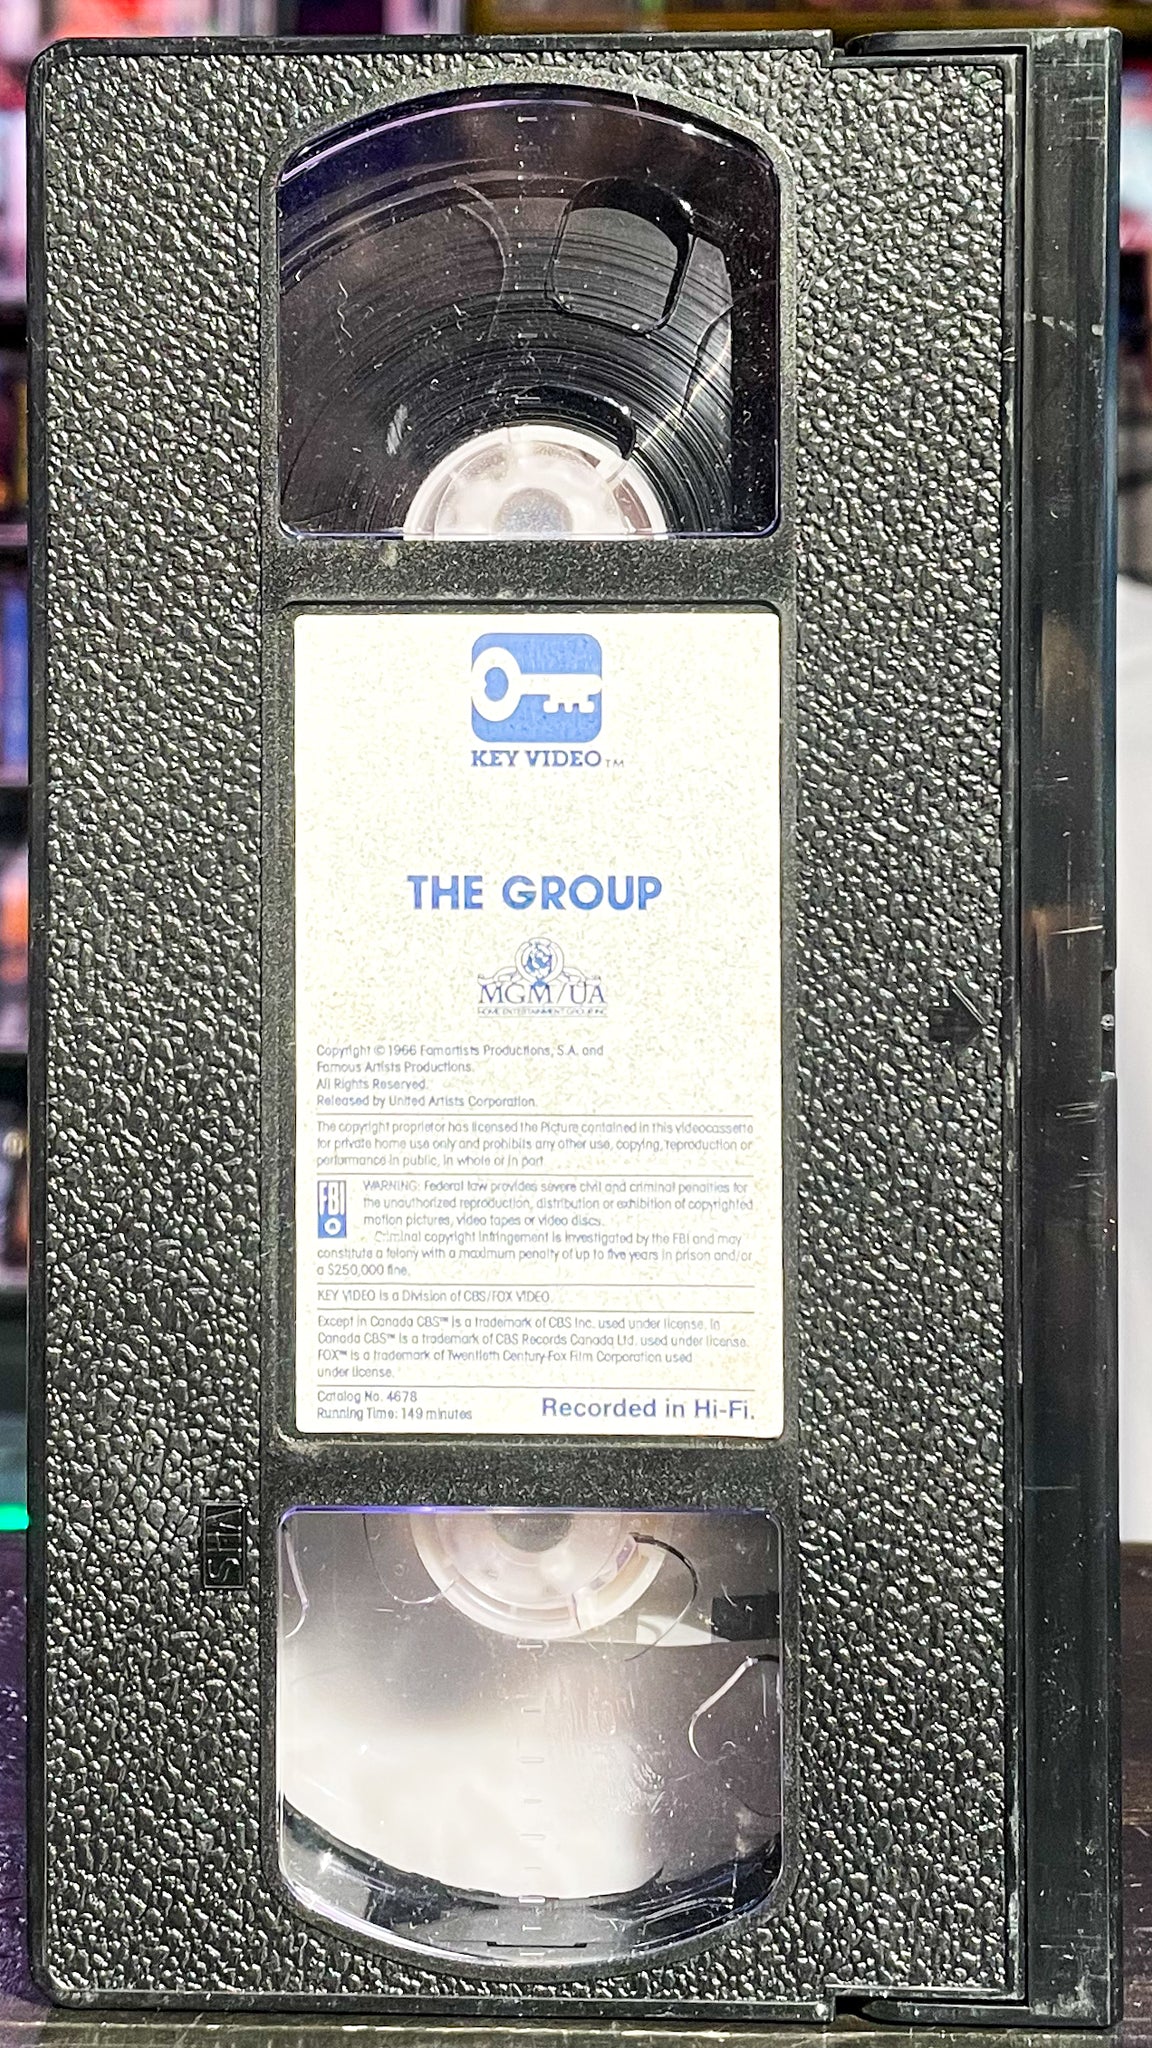 KEY VIDEO™
THE GROUP
MGM/UA
HOME ENTERTAINMENT GROUP, INC.
Copyright © 1966 Famartists Productions, S.A. and
Famous Artists Productions.
All Rights Reserved.
Released by United Artists Corporation.
The copyright proprietor has licensed the Picture contained in this videocassette
for private home use only and prohibits any other use, copying, reproduction or
performance in public, in whole or in part.
FBI
WARNING: Federal law provides severe civil and criminal penalties for
the unauthorized reproduction, distribution or exhibition of copyrighted
motion pictures, video tapes or video discs.
Criminal copyright infringement is investigated by the FBI and may
constitute a felony with a maximum penalty of up to five years in prison and/or
a $250,000 fine.
KEY VIDEO is a Division of CBS/FOX VIDEO.
Except in Canada CBS™ is a trademark of CBS Inc. used under license. In
Canada CBS™ is a trademark of CBS Records Canada Ltd. used under license.
FOX™ is a trademark of Twentieth Century-Fox Film Corporation used
under license.
Catalog No. 4678
Running Time: 149 minutes
Recorded in Hi-Fi.
VHS